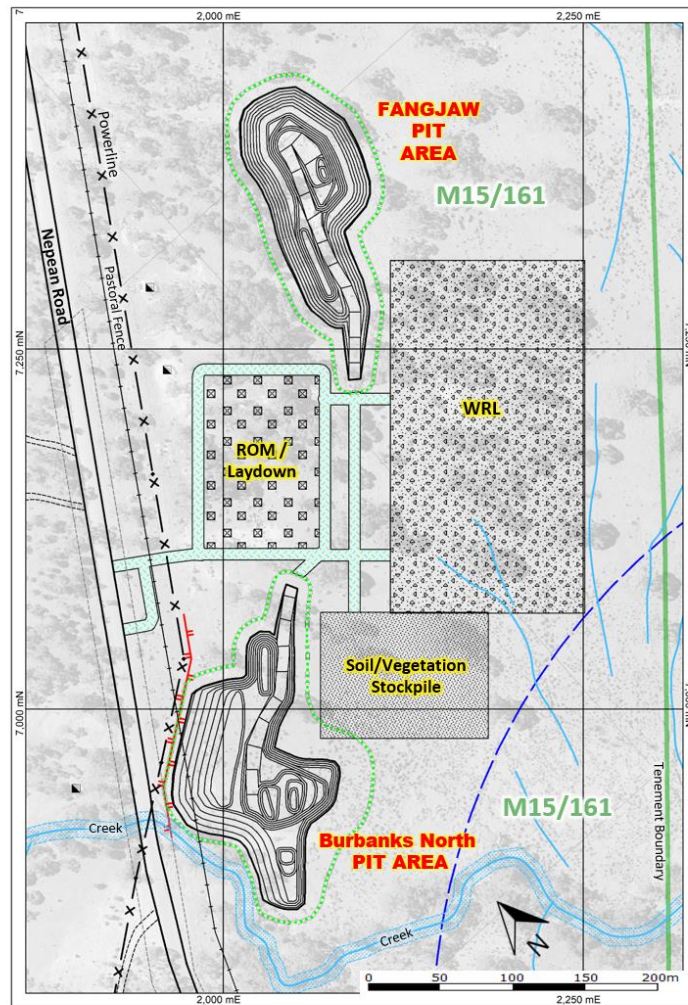 7
2,000 mE
2,250 mE
Powerline
FANGJAW
PIT
AREA
M15/161
Nepean Road
Pastoral Fence
7,250 mN
WRL
ROM /
Laydown
Soil/Vegetation
Stockpile
7,000 mN
M15/161
Tenement Boundary
Creek
Burbanks North
PIT AREA
Creek
N
0 50 100 150 200m
2,000 mE
2,250 mE